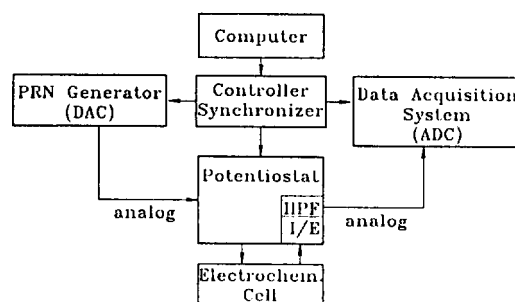 Computer
PRN Generator
(DAC)
Controller
Synchronizer
Data Acquisition
System
(ADC)
Potentiostat
analog
HPF
I/E
analog
Electrochem.
Cell